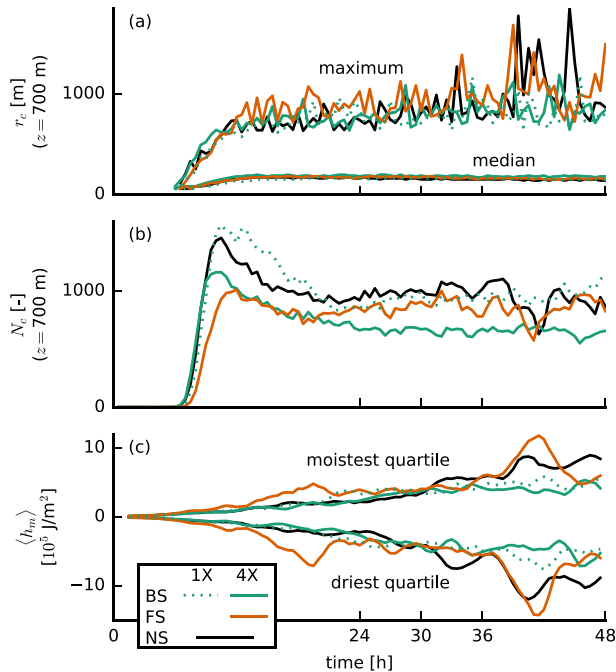 (a)
maximum
median
1000
0
r_c [m]
(z = 700 m)
(b)
1000
0
N_c [-]
(z = 700 m)
(c)
moistest quartile
driest quartile
10
0
−10
⟨h_m⟩
[10^5 J/m^2]
1X 4X
BS
FS
NS
0 24 30 36 48
time [h]